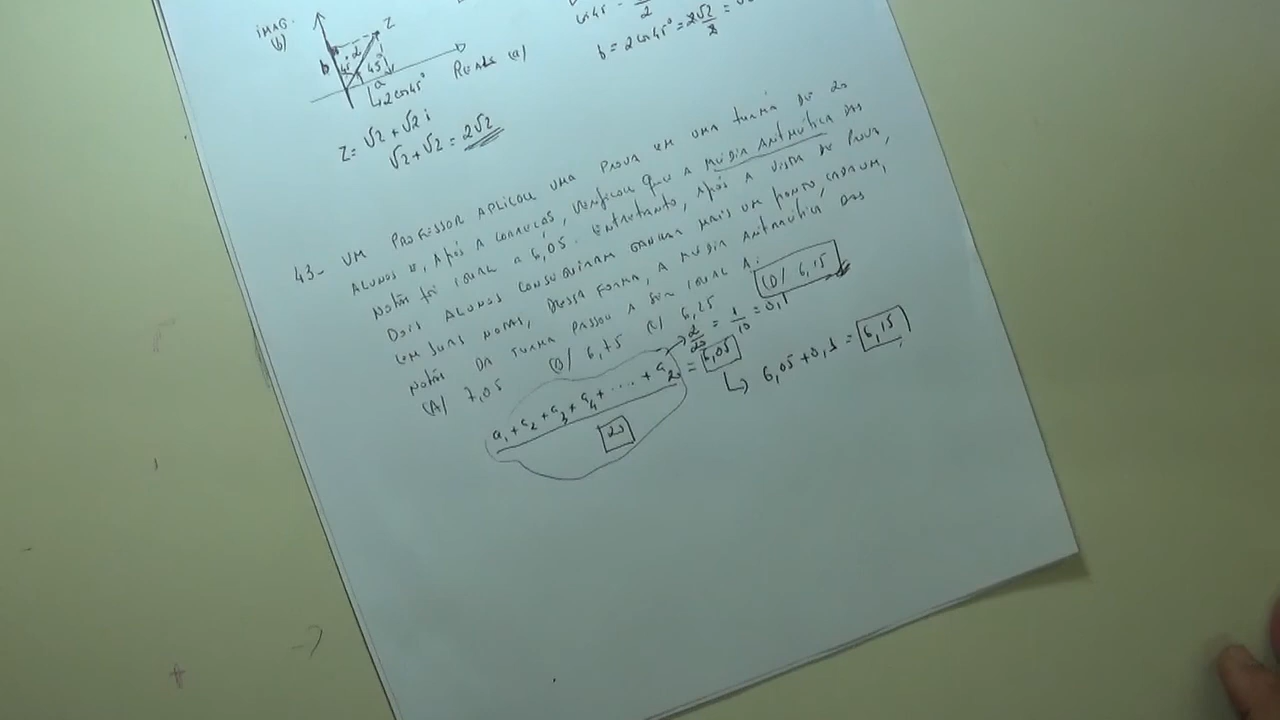 IMAG.
(b)
Z
b
2
45°
45°
a
2cos45°
REAIS (a)
cos45° =
2
b = 2cos45° = 2√2 =
2
Z = √2 + √2 i
√2 + √2 = 2√2
43- UM PROFESSOR APLICOU UMA PROVA EM UMA TURMA DE 20
ALUNOS E, APÓS A CORREÇÃO, VERIFICOU QUE A MÉDIA ARITMÉTICA DAS
NOTAS FOI IGUAL A 6,05. ENTRETANTO, APÓS A VISTA DE PROVA,
DOIS ALUNOS CONSEGUIRAM GANHAR MAIS UM PONTO, CADA UM,
EM SUAS NOTAS, DESSA FORMA, A MÉDIA ARITMÉTICA DAS
NOTAS DA TURMA PASSOU A SER IGUAL A:
(A) 7,05 (B) 6,75 (C) 6,25 (D) 6,15
2/20 = 1/10 = 0,1
a1 + a2 + a3 + a4 + .... + a20 = 6,05
20
↳ 6,05 + 0,1 = 6,15